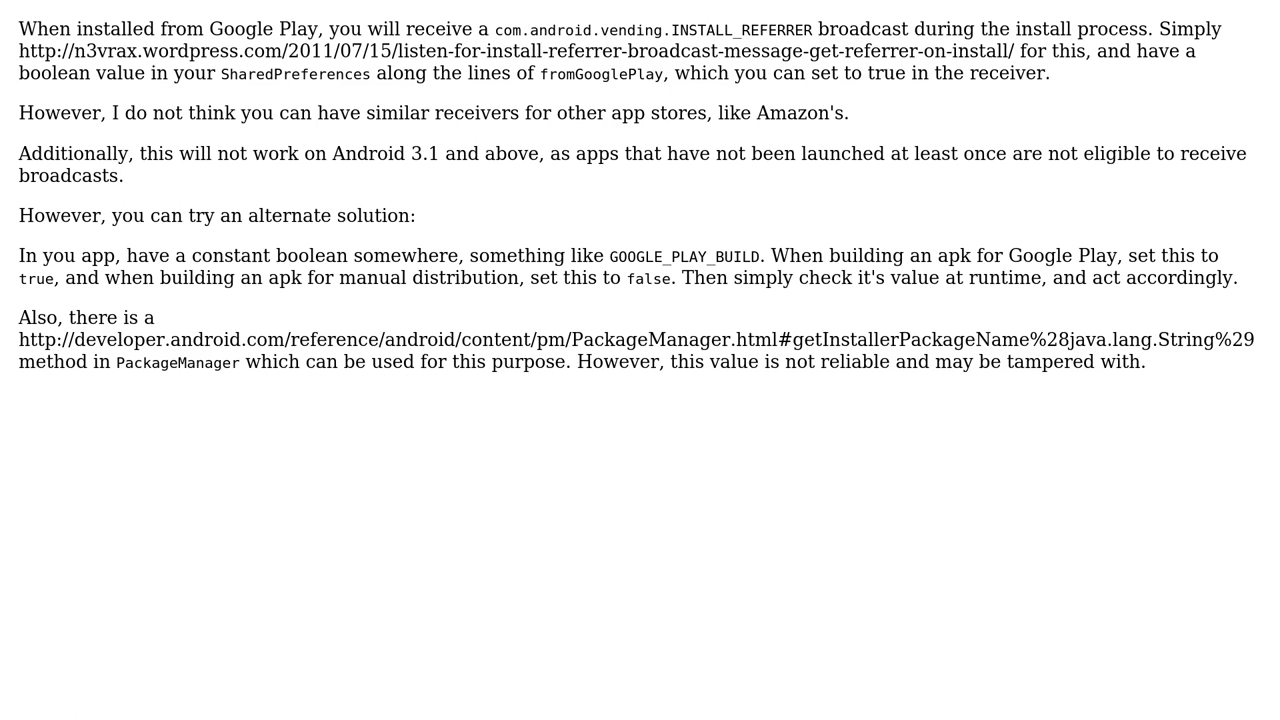 When installed from Google Play, you will receive a com.android.vending.INSTALL_REFERRER broadcast during the install process. Simply
http://n3vrax.wordpress.com/2011/07/15/listen-for-install-referrer-broadcast-message-get-referrer-on-install/ for this, and have a
boolean value in your SharedPreferences along the lines of fromGooglePlay, which you can set to true in the receiver.
However, I do not think you can have similar receivers for other app stores, like Amazon's.
Additionally, this will not work on Android 3.1 and above, as apps that have not been launched at least once are not eligible to receive
broadcasts.
However, you can try an alternate solution:
In you app, have a constant boolean somewhere, something like GOOGLE_PLAY_BUILD. When building an apk for Google Play, set this to
true, and when building an apk for manual distribution, set this to false. Then simply check it's value at runtime, and act accordingly.
Also, there is a
http://developer.android.com/reference/android/content/pm/PackageManager.html#getInstallerPackageName%28java.lang.String%29
method in PackageManager which can be used for this purpose. However, this value is not reliable and may be tampered with.